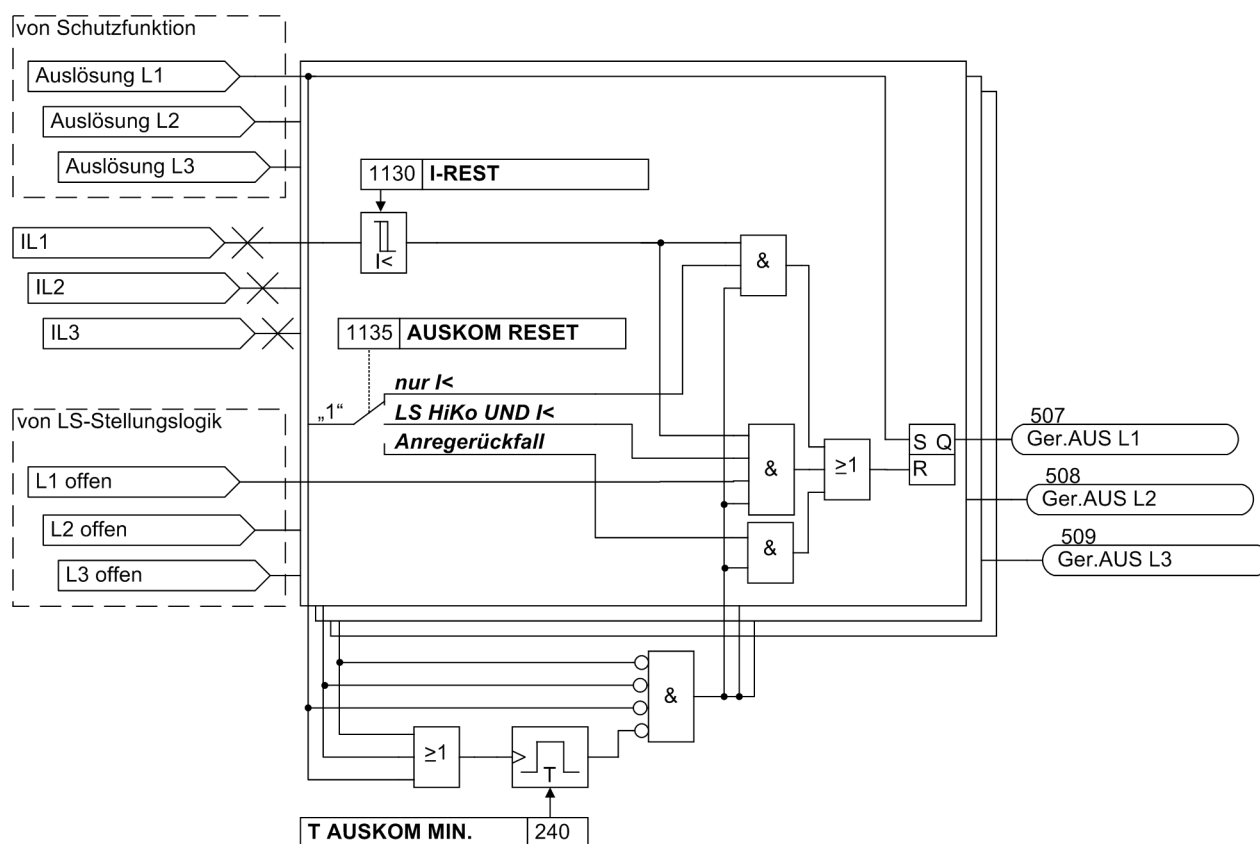 von Schutzfunktion
Auslösung L1
Auslösung L2
Auslösung L3
1130 I-REST
IL1
I<
&
IL2
IL3
1135 AUSKOM RESET
nur I<
„1“
LS HiKo UND I<
Anregerückfall
von LS-Stellungslogik
L1 offen
L2 offen
L3 offen
&
≥1
&
S Q
R
507
Ger.AUS L1
508
Ger.AUS L2
509
Ger.AUS L3
&
≥1
T
T AUSKOM MIN. 240